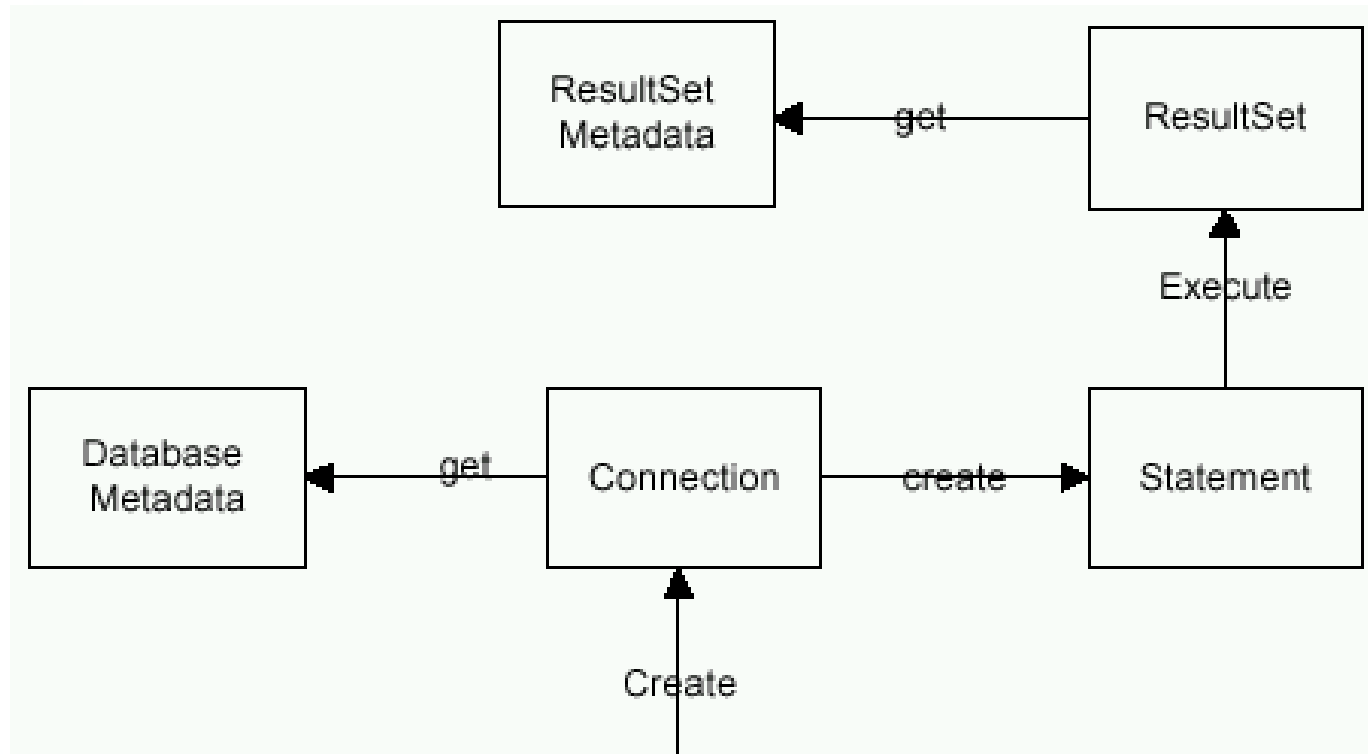 ResultSet
Metadata
get
ResultSet
Execute
Database
Metadata
get
Connection
create
Statement
Create